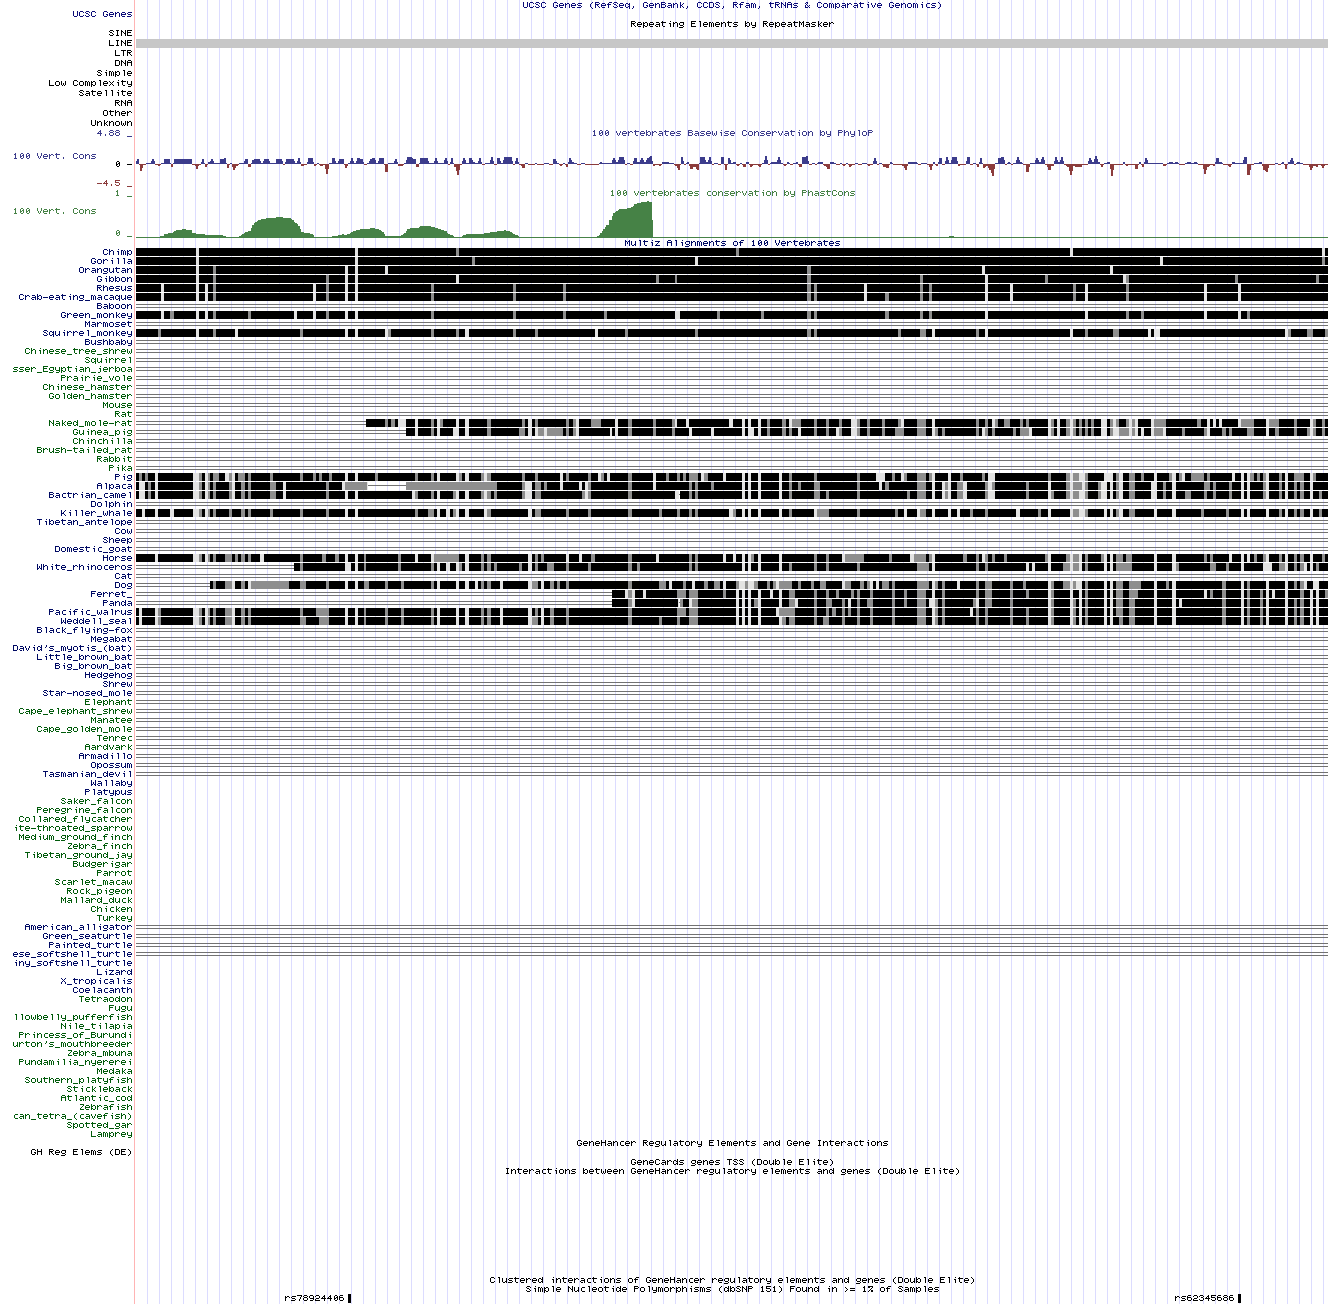 UCSC Genes (RefSeq, GenBank, CCDS, Rfam, tRNAs & Comparative Genomics)
UCSC Genes
Repeating Elements by RepeatMasker
SINE
LINE
LTR
DNA
Simple
Low Complexity
Satellite
RNA
Other
Unknown
4.88 _
100 vertebrates Basewise Conservation by PhyloP
100 Vert. Cons
0 _
-4.5 _
1 _
100 vertebrates conservation by PhastCons
100 Vert. Cons
0 _
Multiz Alignments of 100 Vertebrates
Chimp
Gorilla
Orangutan
Gibbon
Rhesus
Crab-eating_macaque
Baboon
Green_monkey
Marmoset
Squirrel_monkey
Bushbaby
Chinese_tree_shrew
Squirrel
sser_Egyptian_jerboa
Prairie_vole
Chinese_hamster
Golden_hamster
Mouse
Rat
Naked_mole-rat
Guinea_pig
Chinchilla
Brush-tailed_rat
Rabbit
Pika
Pig
Alpaca
Bactrian_camel
Dolphin
Killer_whale
Tibetan_antelope
Cow
Sheep
Domestic_goat
Horse
White_rhinoceros
Cat
Dog
Ferret_
Panda
Pacific_walrus
Weddell_seal
Black_flying-fox
Megabat
David's_myotis_(bat)
Little_brown_bat
Big_brown_bat
Hedgehog
Shrew
Star-nosed_mole
Elephant
Cape_elephant_shrew
Manatee
Cape_golden_mole
Tenrec
Aardvark
Armadillo
Opossum
Tasmanian_devil
Wallaby
Platypus
Saker_falcon
Peregrine_falcon
Collared_flycatcher
ite-throated_sparrow
Medium_ground_finch
Zebra_finch
Tibetan_ground_jay
Budgerigar
Parrot
Scarlet_macaw
Rock_pigeon
Mallard_duck
Chicken
Turkey
American_alligator
Green_seaturtle
Painted_turtle
ese_softshell_turtle
iny_softshell_turtle
Lizard
X_tropicalis
Coelacanth
Tetraodon
Fugu
llowbelly_pufferfish
Nile_tilapia
Princess_of_Burundi
urton's_mouthbreeder
Zebra_mbuna
Pundamilia_nyererei
Medaka
Southern_platyfish
Stickleback
Atlantic_cod
Zebrafish
can_tetra_(cavefish)
Spotted_gar
Lamprey
GeneHancer Regulatory Elements and Gene Interactions
GH Reg Elems (DE)
GeneCards genes TSS (Double Elite)
Interactions between GeneHancer regulatory elements and genes (Double Elite)
Clustered interactions of GeneHancer regulatory elements and genes (Double Elite)
Simple Nucleotide Polymorphisms (dbSNP 151) Found in >= 1% of Samples
rs78924406 rs62345686